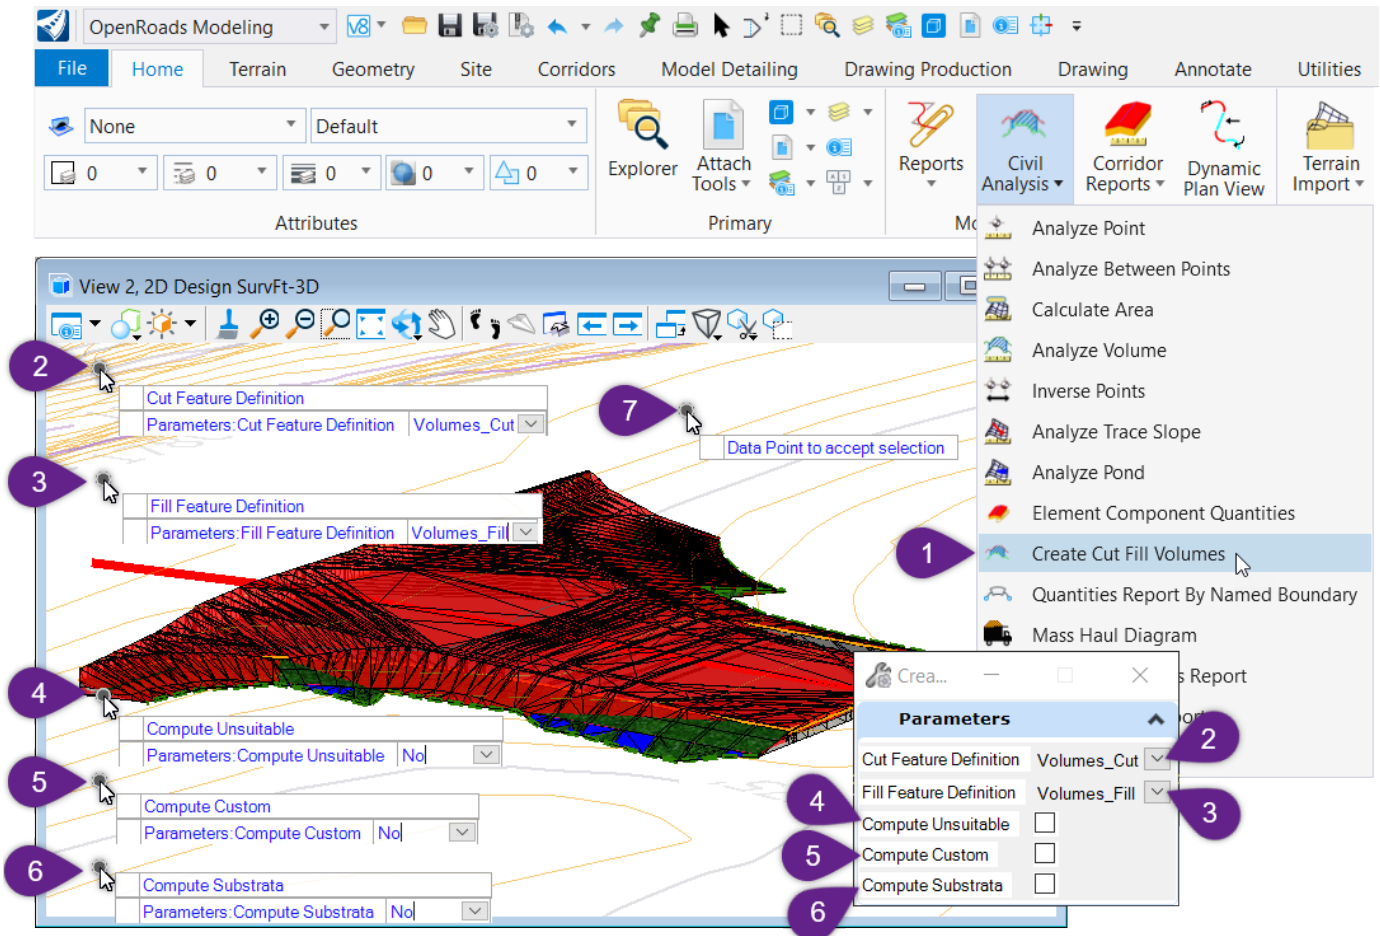 OpenRoads Modeling
V8
File Home Terrain Geometry Site Corridors Model Detailing Drawing Production Drawing Annotate Utilities
None Default
0 0 0 0 0
Attributes
Explorer
Attach Tools
Primary
Reports
Civil Analysis
Corridor Reports
Dynamic Plan View
Terrain Import
Analyze Point
Analyze Between Points
Calculate Area
Analyze Volume
Inverse Points
Analyze Trace Slope
Analyze Pond
Element Component Quantities
1
Create Cut Fill Volumes
Quantities Report By Named Boundary
Mass Haul Diagram
s Report
View 2, 2D Design SurvFt-3D
2
Cut Feature Definition
Parameters:Cut Feature Definition Volumes_Cut
7
Data Point to accept selection
3
Fill Feature Definition
Parameters:Fill Feature Definition Volumes_Fill
4
Compute Unsuitable
Parameters:Compute Unsuitable No
5
Compute Custom
Parameters:Compute Custom No
6
Compute Substrata
Parameters:Compute Substrata No
Crea...
Parameters
Cut Feature Definition Volumes_Cut
2
Fill Feature Definition Volumes_Fill
3
4
Compute Unsuitable
5
Compute Custom
6
Compute Substrata